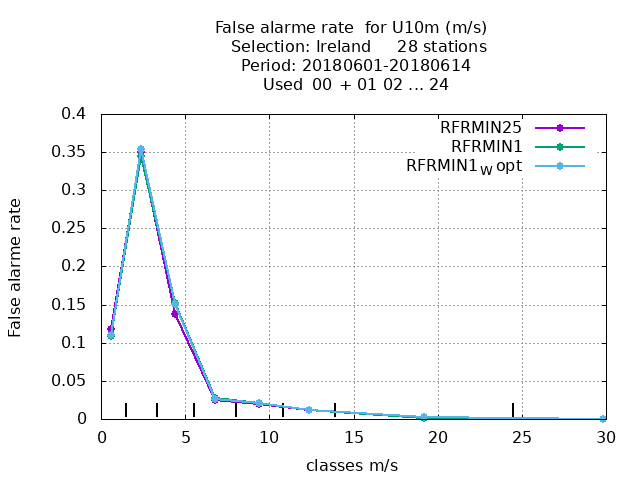 False alarme rate  for U10m (m/s)
Selection: Ireland     28 stations
Period: 20180601-20180614
Used  00 + 01 02 ... 24
RFRMIN25
RFRMIN1
RFRMIN1_W opt
False alarme rate
0.4
0.35
0.3
0.25
0.2
0.15
0.1
0.05
0
0 5 10 15 20 25 30
classes m/s